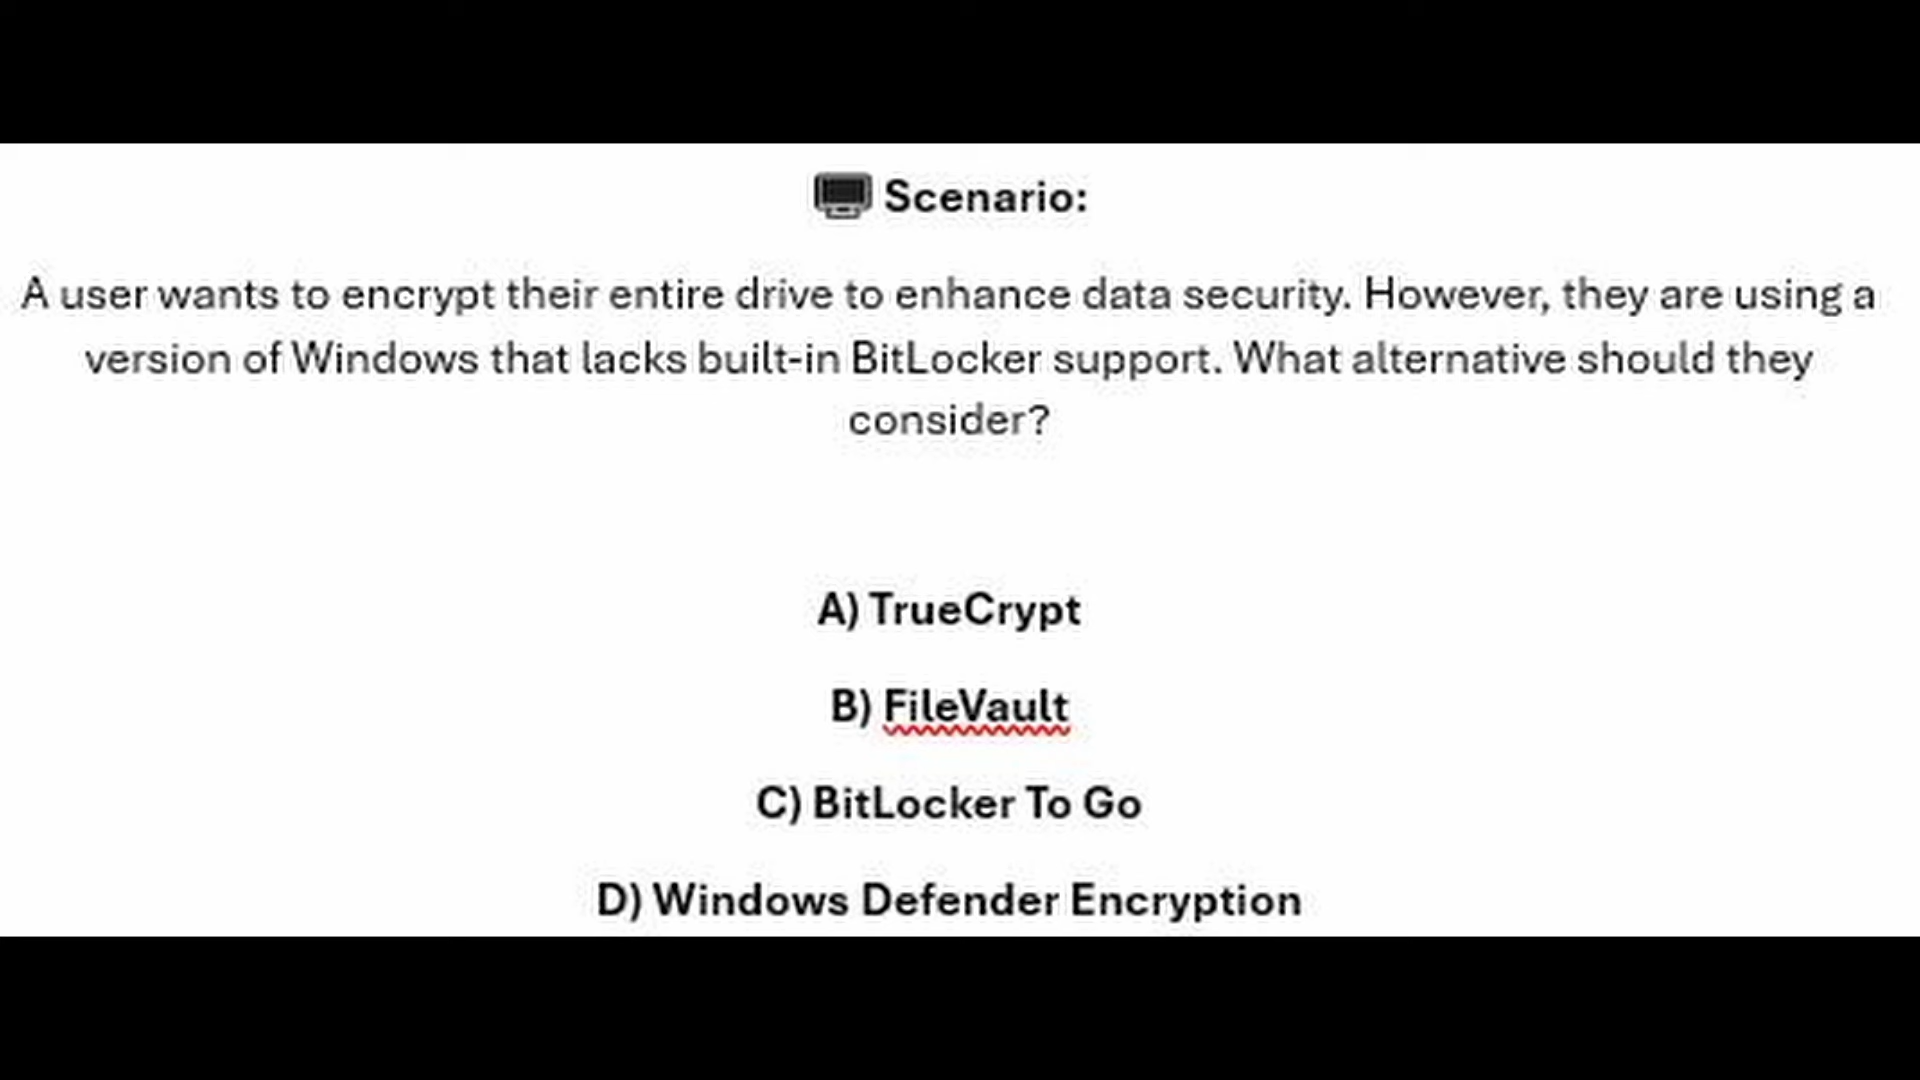 🖥 Scenario:
A user wants to encrypt their entire drive to enhance data security. However, they are using a
version of Windows that lacks built-in BitLocker support. What alternative should they
consider?
A) TrueCrypt
B) FileVault
C) BitLocker To Go
D) Windows Defender Encryption